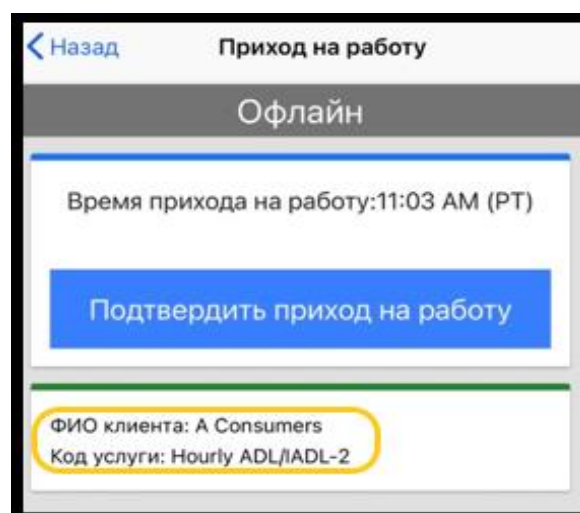 Назад
Приход на работу
Офлайн
Время прихода на работу:11:03 AM (PT)
Подтвердить приход на работу
ФИО клиента: A Consumers
Код услуги: Hourly ADL/IADL-2